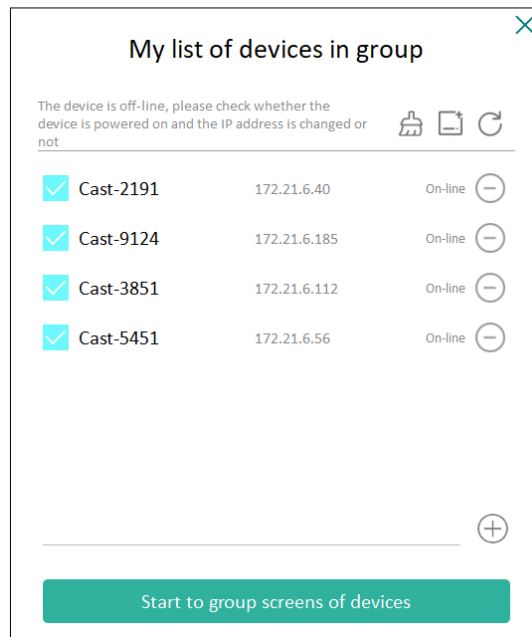 My list of devices in group
The device is off-line, please check whether the
device is powered on and the IP address is changed or
not
Cast-2191 172.21.6.40 On-line
Cast-9124 172.21.6.185 On-line
Cast-3851 172.21.6.112 On-line
Cast-5451 172.21.6.56 On-line
Start to group screens of devices